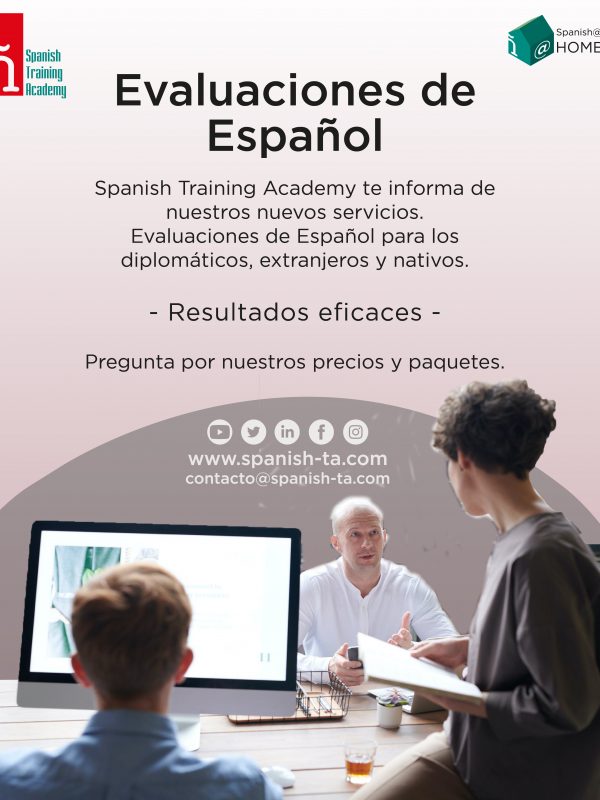 ñ
Spanish
Training
Academy
ñ @
Spanish@
HOME
Evaluaciones de
Español
Spanish Training Academy te informa de
nuestros nuevos servicios.
Evaluaciones de Español para los
diplomáticos, extranjeros y nativos.
- Resultados eficaces -
Pregunta por nuestros precios y paquetes.
www.spanish-ta.com
contacto@spanish-ta.com